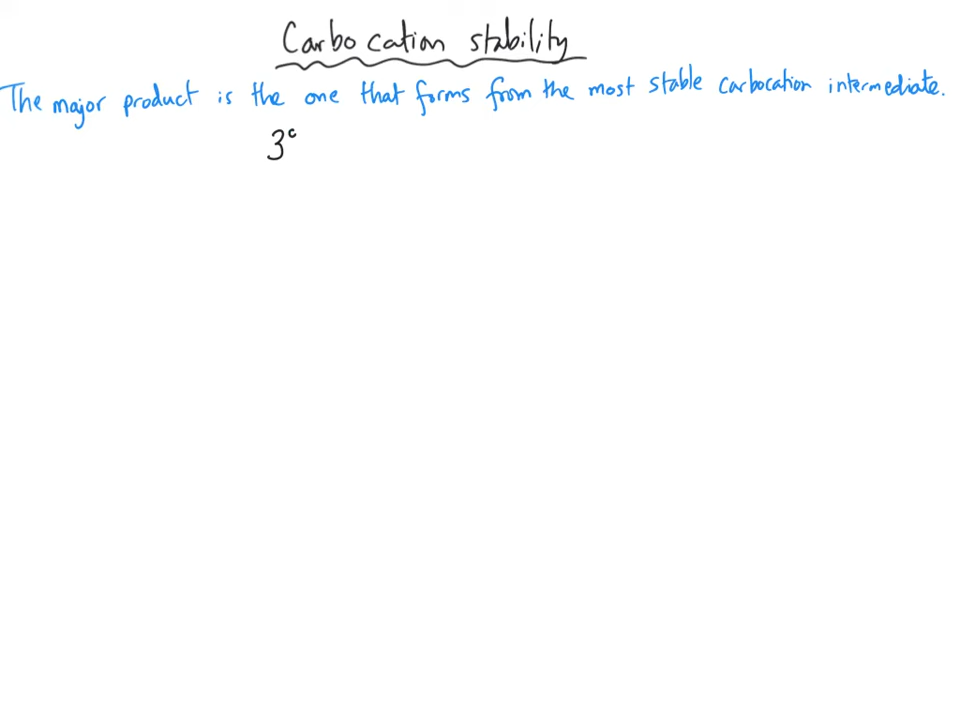 Carbocation stability
The major product is the one that forms from the most stable carbocation intermediate.
3°